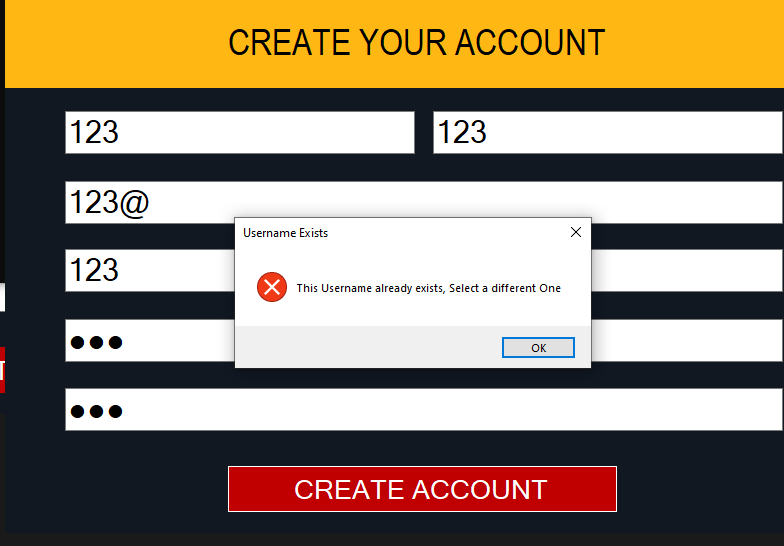 CREATE YOUR ACCOUNT
123 123
123@
Username Exists
123
This Username already exists, Select a different One
OK
●●●
●●●
CREATE ACCOUNT